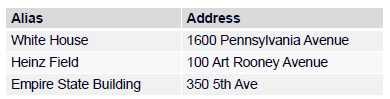 Alias Address
White House 1600 Pennsylvania Avenue
Heinz Field 100 Art Rooney Avenue
Empire State Building 350 5th Ave